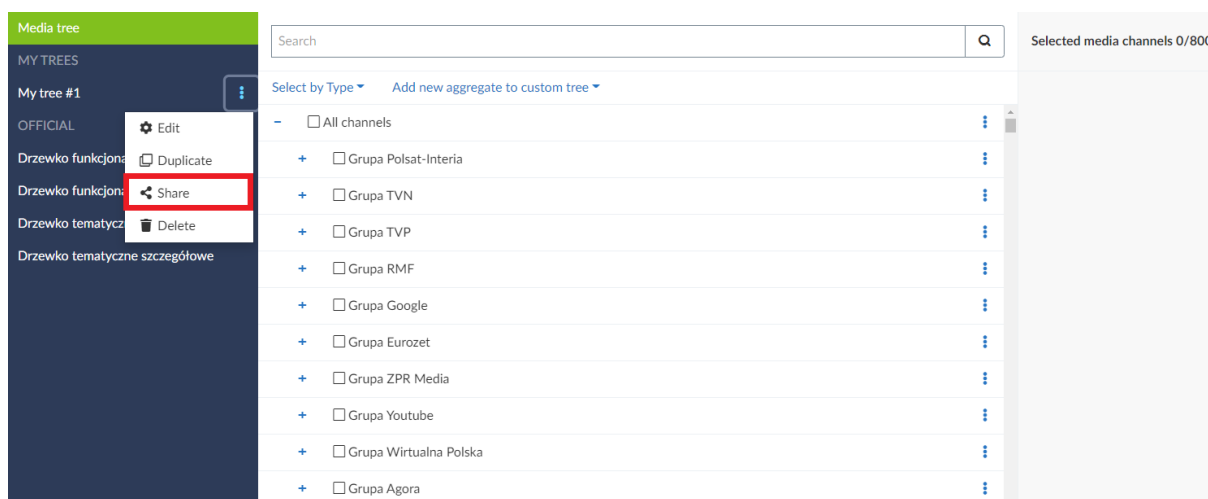 Media tree
MY TREES
My tree #1
OFFICIAL
Drzewko funkcjona
Drzewko funkcjona
Drzewko tematycz
Drzewko tematyczne szczegółowe
Edit
Duplicate
Share
Delete
Search
Select by Type
Add new aggregate to custom tree
All channels
Grupa Polsat-Interia
Grupa TVN
Grupa TVP
Grupa RMF
Grupa Google
Grupa Eurozet
Grupa ZPR Media
Grupa Youtube
Grupa Wirtualna Polska
Grupa Agora
Selected media channels 0/800